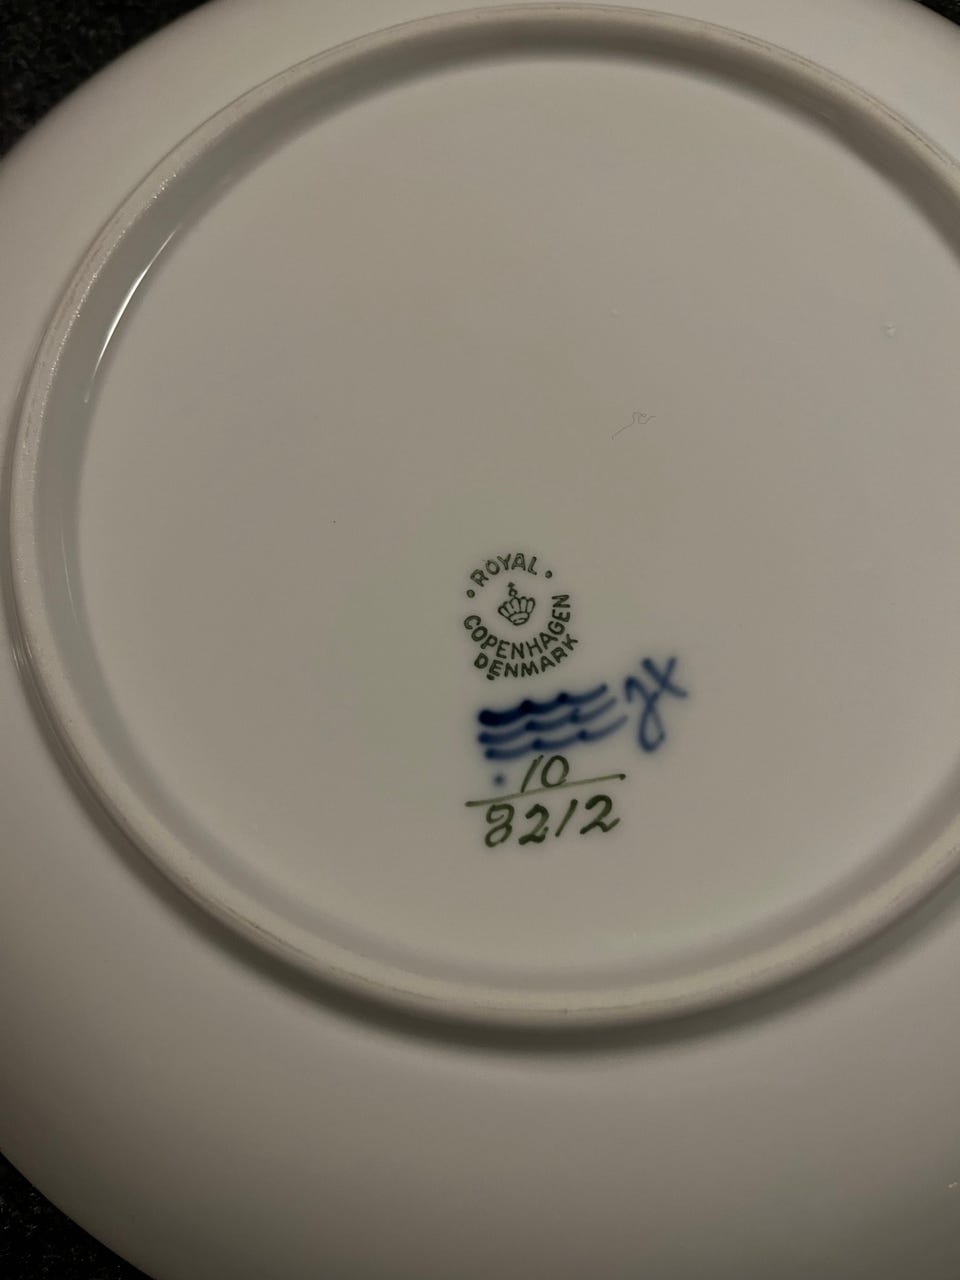 • ROYAL •
COPENHAGEN
DENMARK
10
8212